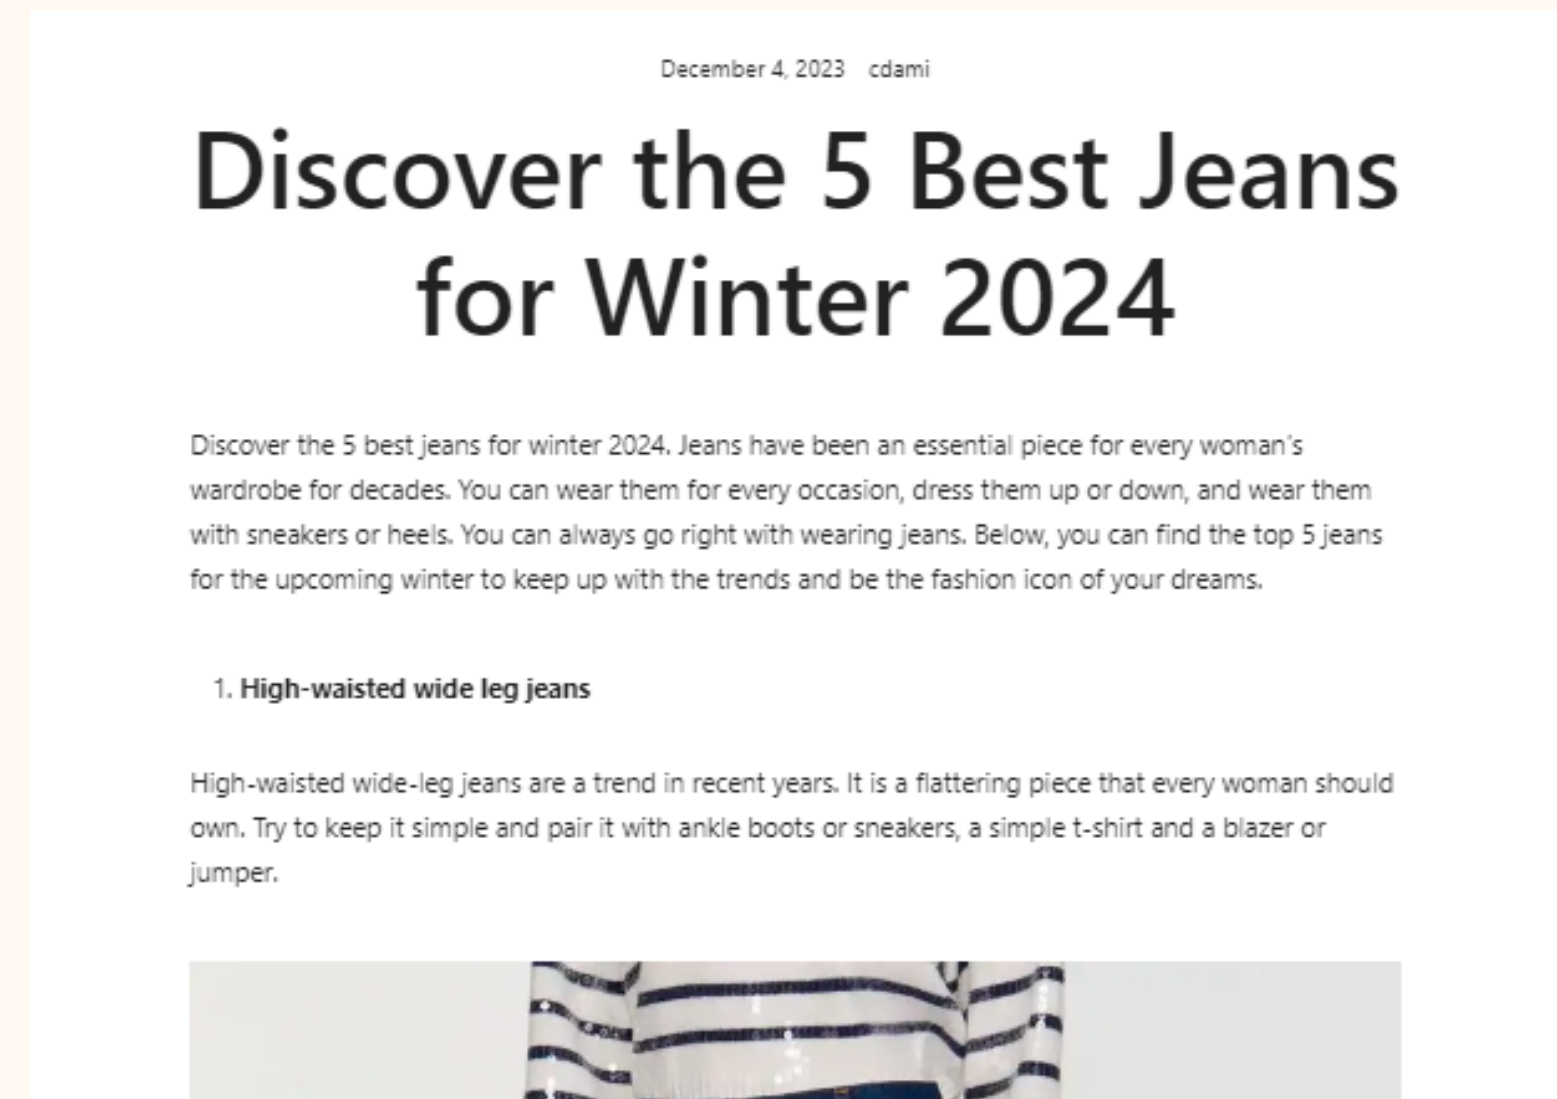 December 4, 2023 cdami
Discover the 5 Best Jeans
for Winter 2024
Discover the 5 best jeans for winter 2024. Jeans have been an essential piece for every woman’s
wardrobe for decades. You can wear them for every occasion, dress them up or down, and wear them
with sneakers or heels. You can always go right with wearing jeans. Below, you can find the top 5 jeans
for the upcoming winter to keep up with the trends and be the fashion icon of your dreams.
1. High-waisted wide leg jeans
High-waisted wide-leg jeans are a trend in recent years. It is a flattering piece that every woman should
own. Try to keep it simple and pair it with ankle boots or sneakers, a simple t-shirt and a blazer or
jumper.